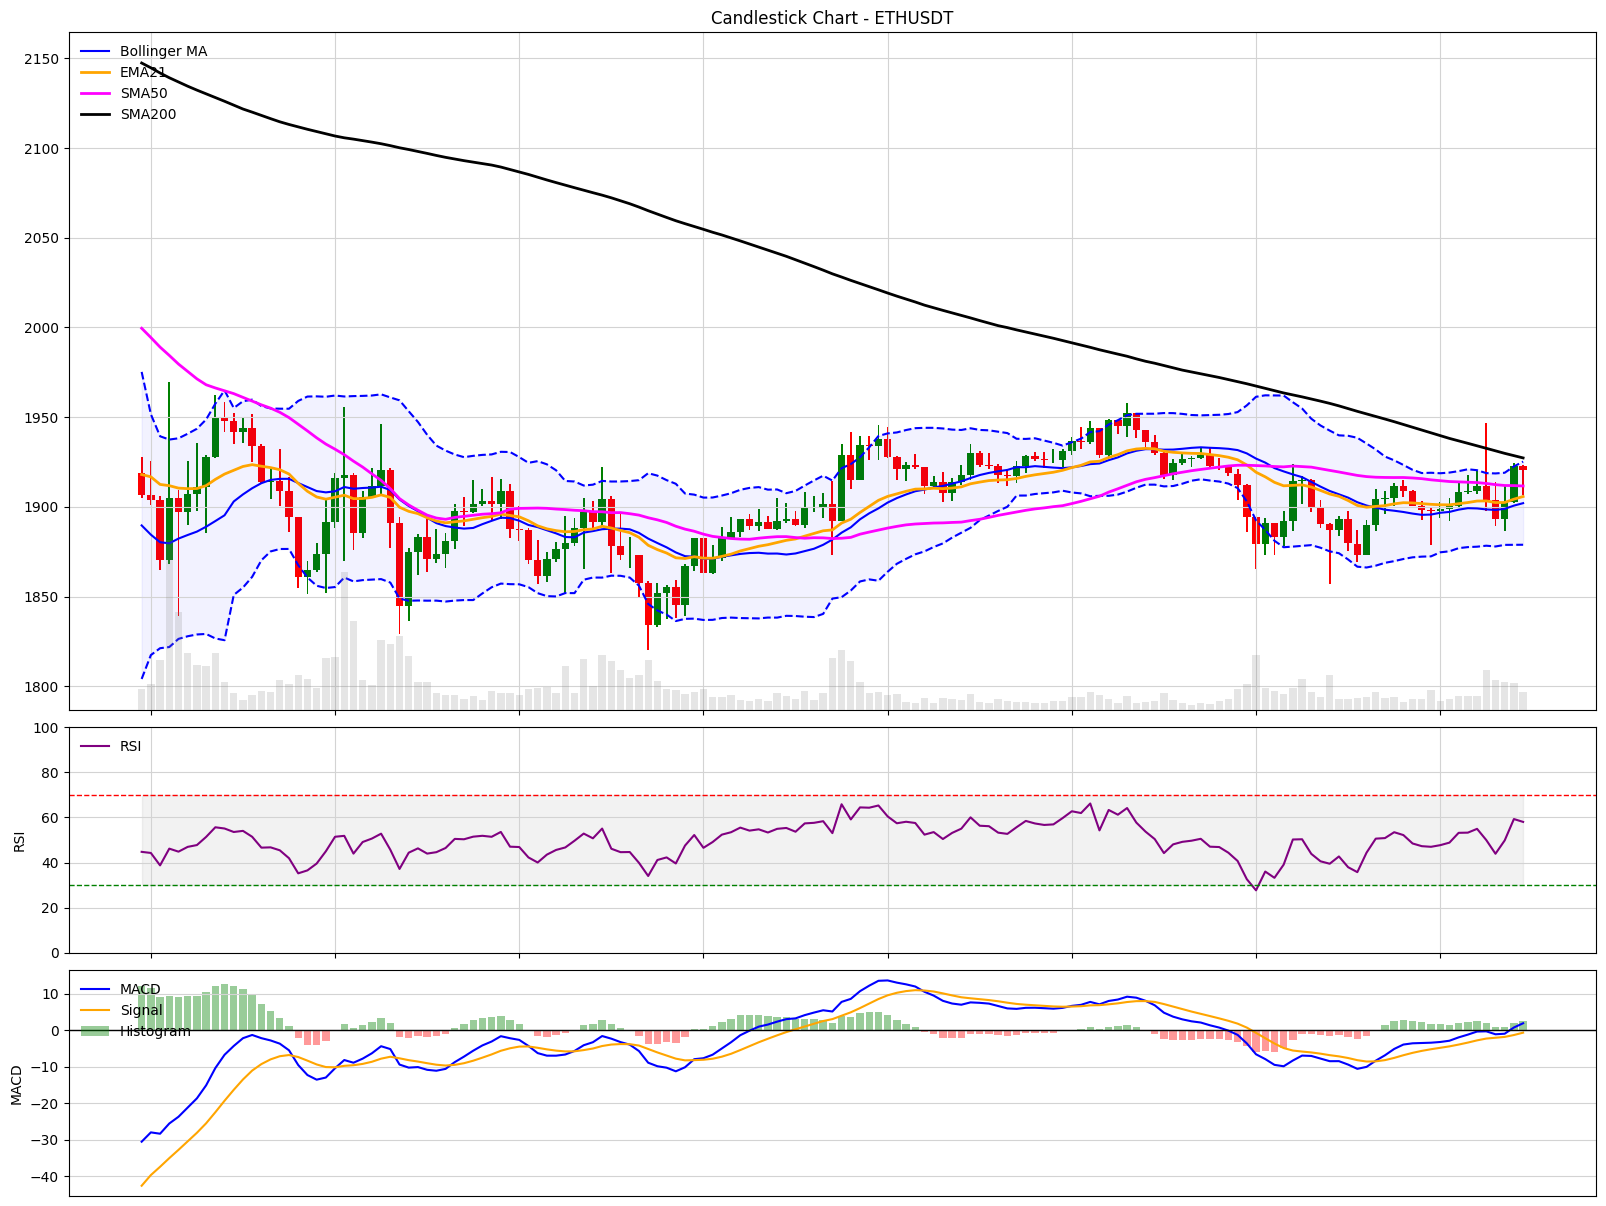 Candlestick Chart - ETHUSDT
Bollinger MA
EMA21
SMA50
SMA200
2150
2100
2050
2000
1950
1900
1850
1800
RSI
100
80
60
40
20
0
RSI
MACD
Signal
Histogram
10
0
−10
−20
−30
−40
MACD